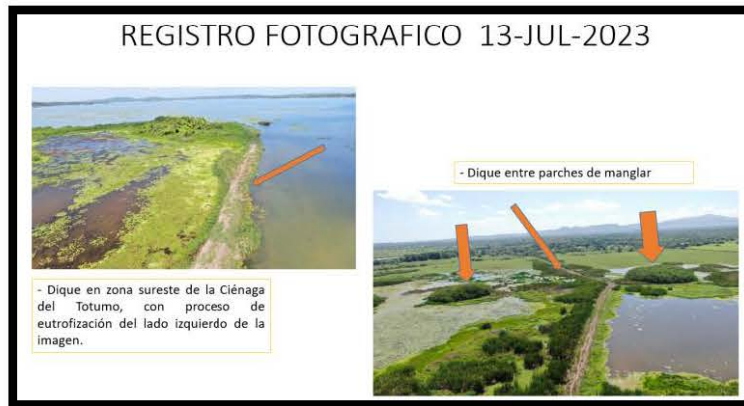 REGISTRO FOTOGRAFICO 13-JUL-2023
- Dique entre parches de manglar
- Dique en zona sureste de la Ciénaga
del Totumo, con proceso de
eutrofización del lado izquierdo de la
imagen.